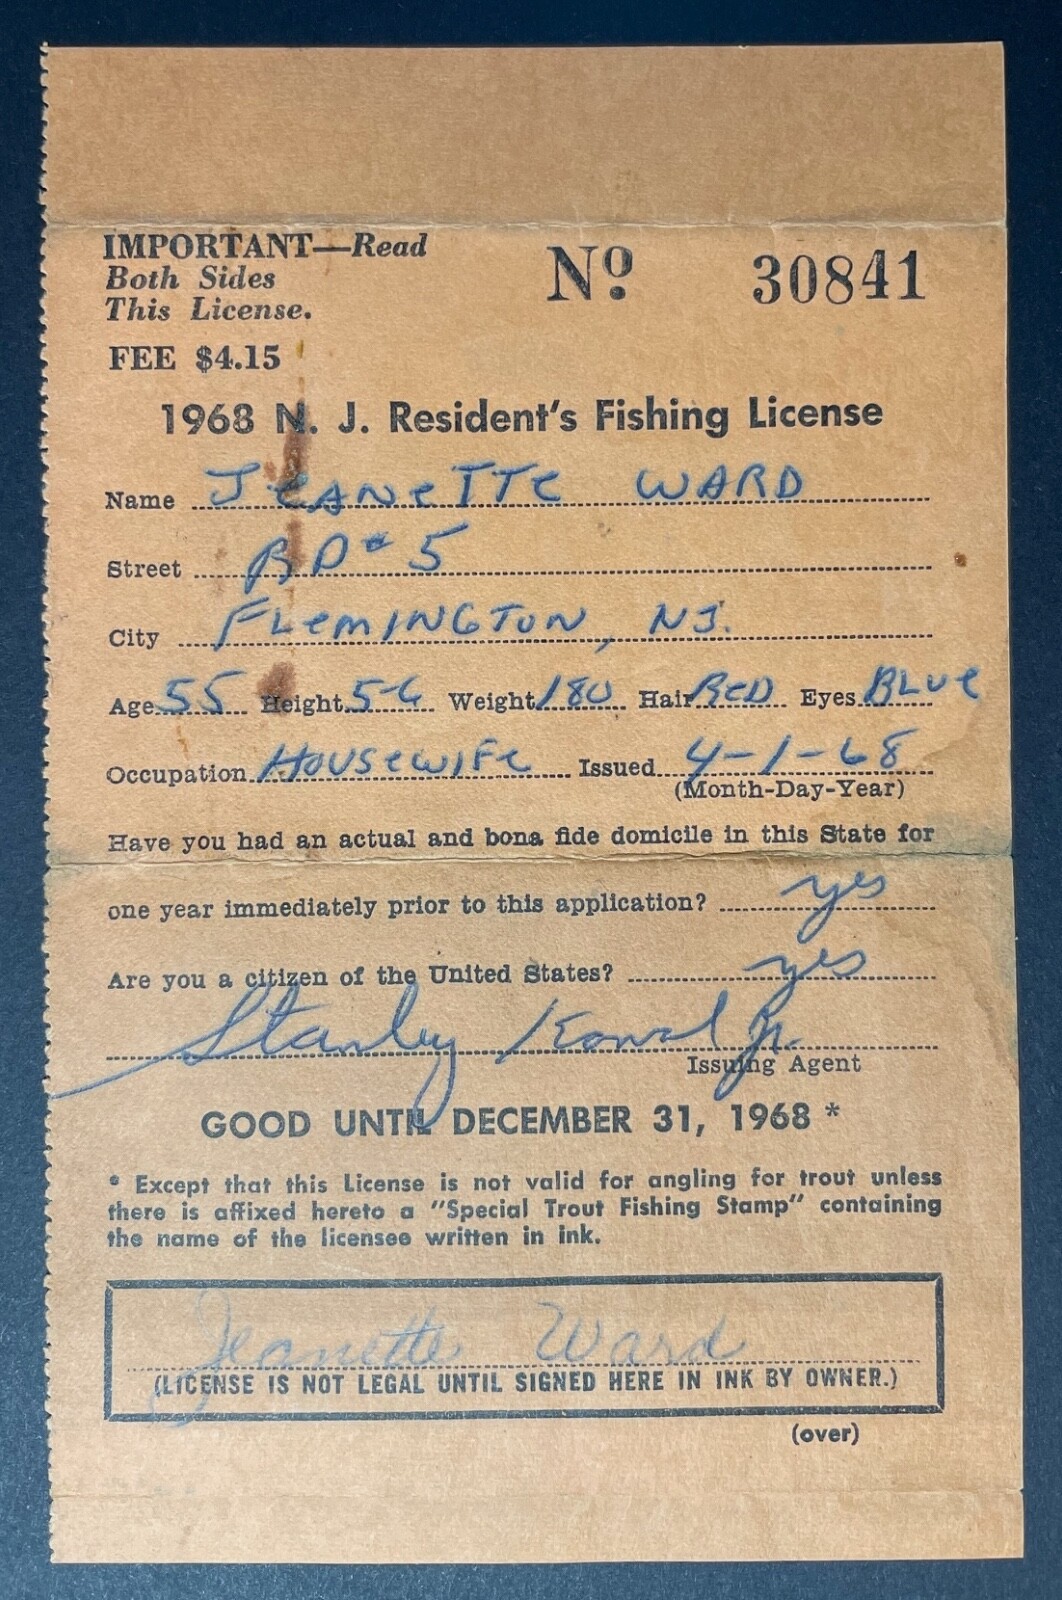 IMPORTANT—Read
Both Sides
This License.
Nº 30841
FEE $4.15
1968 N. J. Resident's Fishing License
Name JEANETTE WARD
Street RD #5
City FLEMINGTON, NJ.
Age 55 Height 5-6 Weight 180 Hair RED Eyes BLUE
Occupation HOUSEWIFE Issued 4-1-68
(Month-Day-Year)
Have you had an actual and bona fide domicile in this State for
one year immediately prior to this application? yes
Are you a citizen of the United States? yes
Stanley Kowal Jr.
Issuing Agent
GOOD UNTIL DECEMBER 31, 1968 *
* Except that this License is not valid for angling for trout unless
there is affixed hereto a "Special Trout Fishing Stamp" containing
the name of the licensee written in ink.
Jeanette Ward
(LICENSE IS NOT LEGAL UNTIL SIGNED HERE IN INK BY OWNER.)
(over)